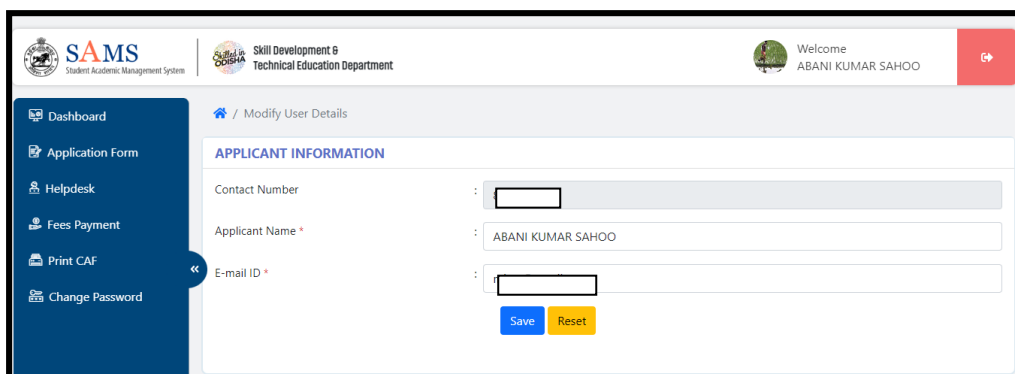 SAMS
Student Academic Management System
Skilled in
ODISHA
Skill Development &
Technical Education Department
Welcome
ABANI KUMAR SAHOO
Dashboard
Application Form
Helpdesk
Fees Payment
Print CAF
Change Password
«
/ Modify User Details
APPLICANT INFORMATION
Contact Number :
Applicant Name * : ABANI KUMAR SAHOO
E-mail ID * :
Save Reset